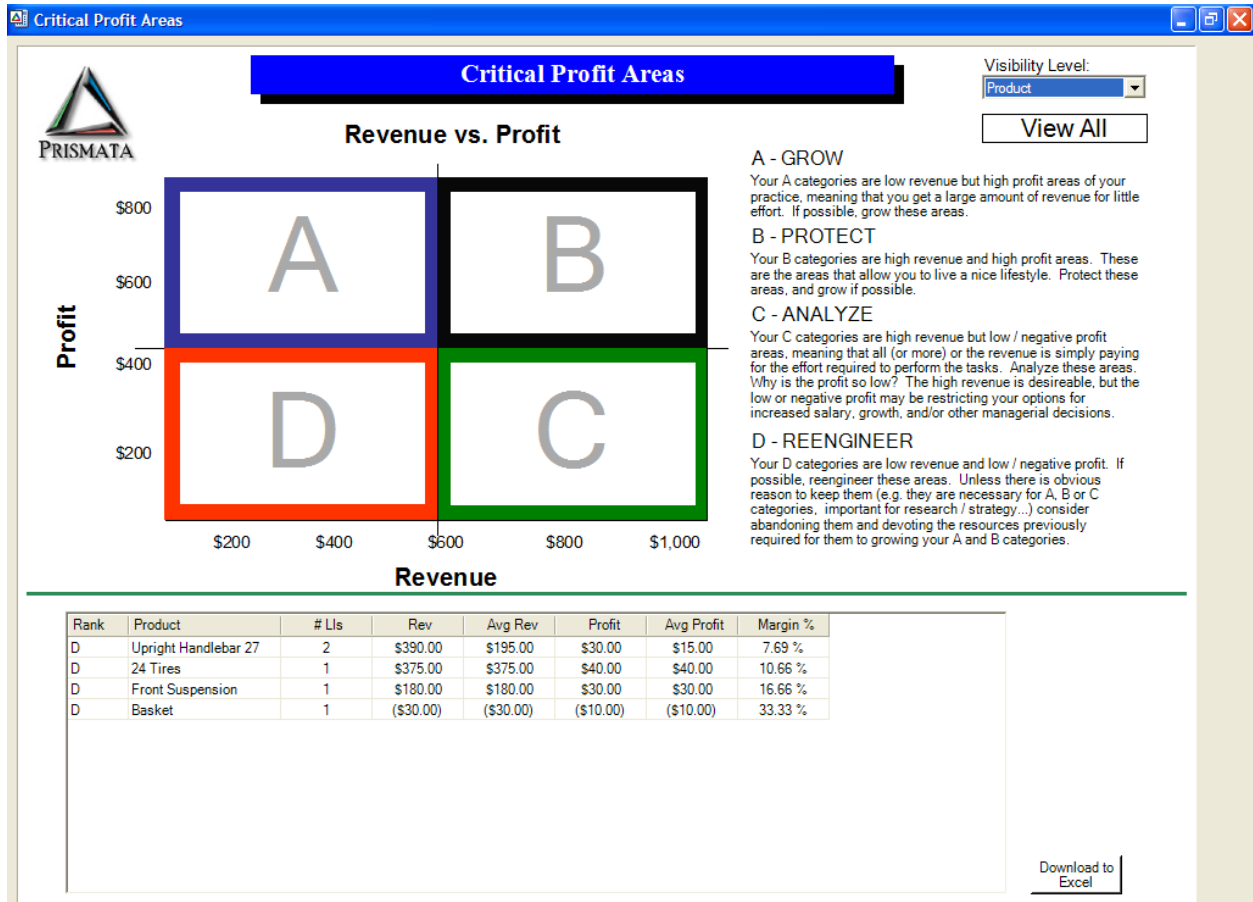 Critical Profit Areas
Critical Profit Areas
Visibility Level:
Product
View All
PRISMATA
Revenue vs. Profit
$800
$600
$400
$200
Profit
A
B
D
C
$200 $400 $600 $800 $1,000
Revenue
A - GROW
Your A categories are low revenue but high profit areas of your
practice, meaning that you get a large amount of revenue for little
effort. If possible, grow these areas.
B - PROTECT
Your B categories are high revenue and high profit areas. These
are the areas that allow you to live a nice lifestyle. Protect these
areas, and grow if possible.
C - ANALYZE
Your C categories are high revenue but low / negative profit
areas, meaning that all (or more) or the revenue is simply paying
for the effort required to perform the tasks. Analyze these areas.
Why is the profit so low? The high revenue is desireable, but the
low or negative profit may be restricting your options for
increased salary, growth, and/or other managerial decisions.
D - REENGINEER
Your D categories are low revenue and low / negative profit. If
possible, reengineer these areas. Unless there is obvious
reason to keep them (e.g. they are necessary for A, B or C
categories, important for research / strategy...) consider
abandoning them and devoting the resources previously
required for them to growing your A and B categories.
Rank Product # LIs Rev Avg Rev Profit Avg Profit Margin %
D Upright Handlebar 27 2 $390.00 $195.00 $30.00 $15.00 7.69 %
D 24 Tires 1 $375.00 $375.00 $40.00 $40.00 10.66 %
D Front Suspension 1 $180.00 $180.00 $30.00 $30.00 16.66 %
D Basket 1 ($30.00) ($30.00) ($10.00) ($10.00) 33.33 %
Download to
Excel